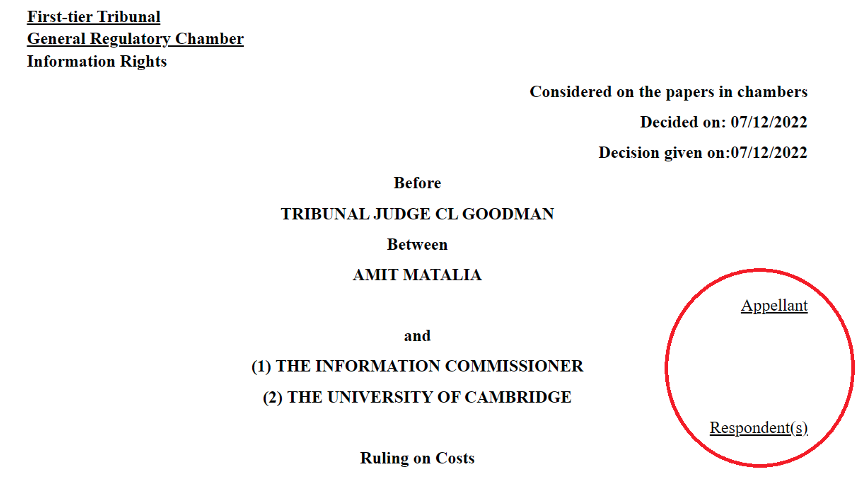 First-tier Tribunal
General Regulatory Chamber
Information Rights
Considered on the papers in chambers
Decided on: 07/12/2022
Decision given on:07/12/2022
Before
TRIBUNAL JUDGE CL GOODMAN
Between
AMIT MATALIA
Appellant
and
(1) THE INFORMATION COMMISSIONER
(2) THE UNIVERSITY OF CAMBRIDGE
Respondent(s)
Ruling on Costs